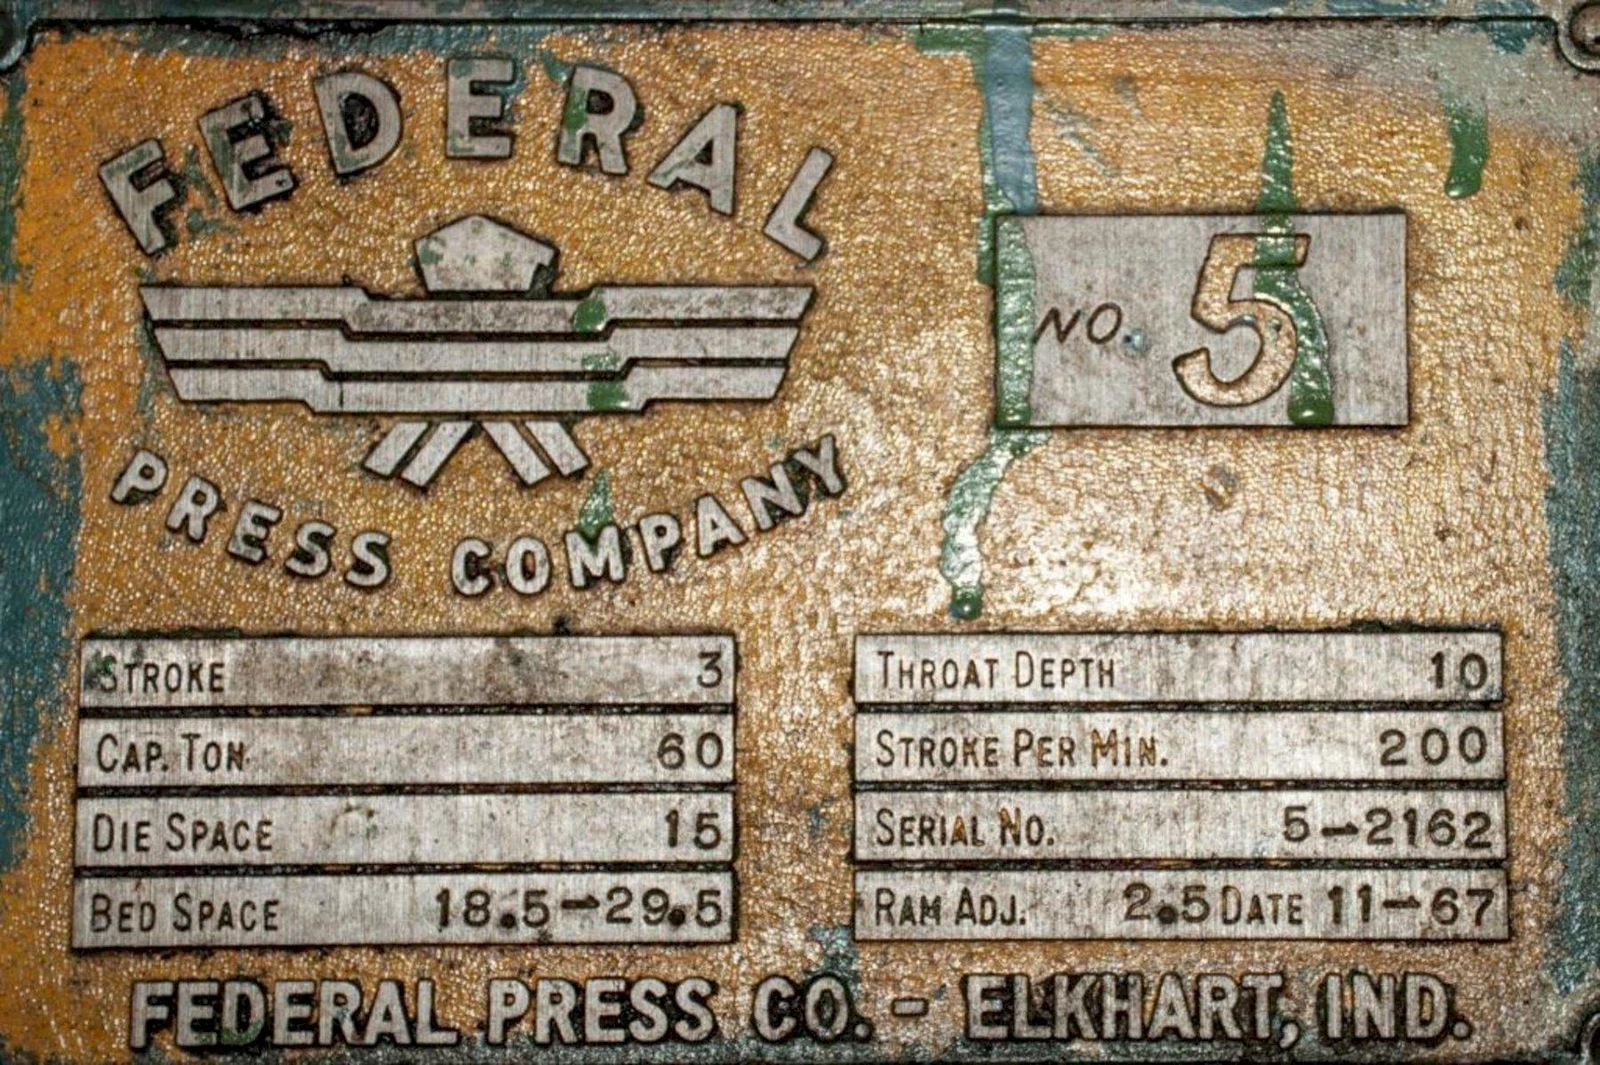 FEDERAL
PRESS COMPANY
NO. 5
STROKE 3
CAP. TON 60
DIE SPACE 15
BED SPACE 18.5-29.5
THROAT DEPTH 10
STROKE PER MIN. 200
SERIAL NO. 5-2162
RAM ADJ. 2.5 DATE 11-67
FEDERAL PRESS CO. - ELKHART, IND.